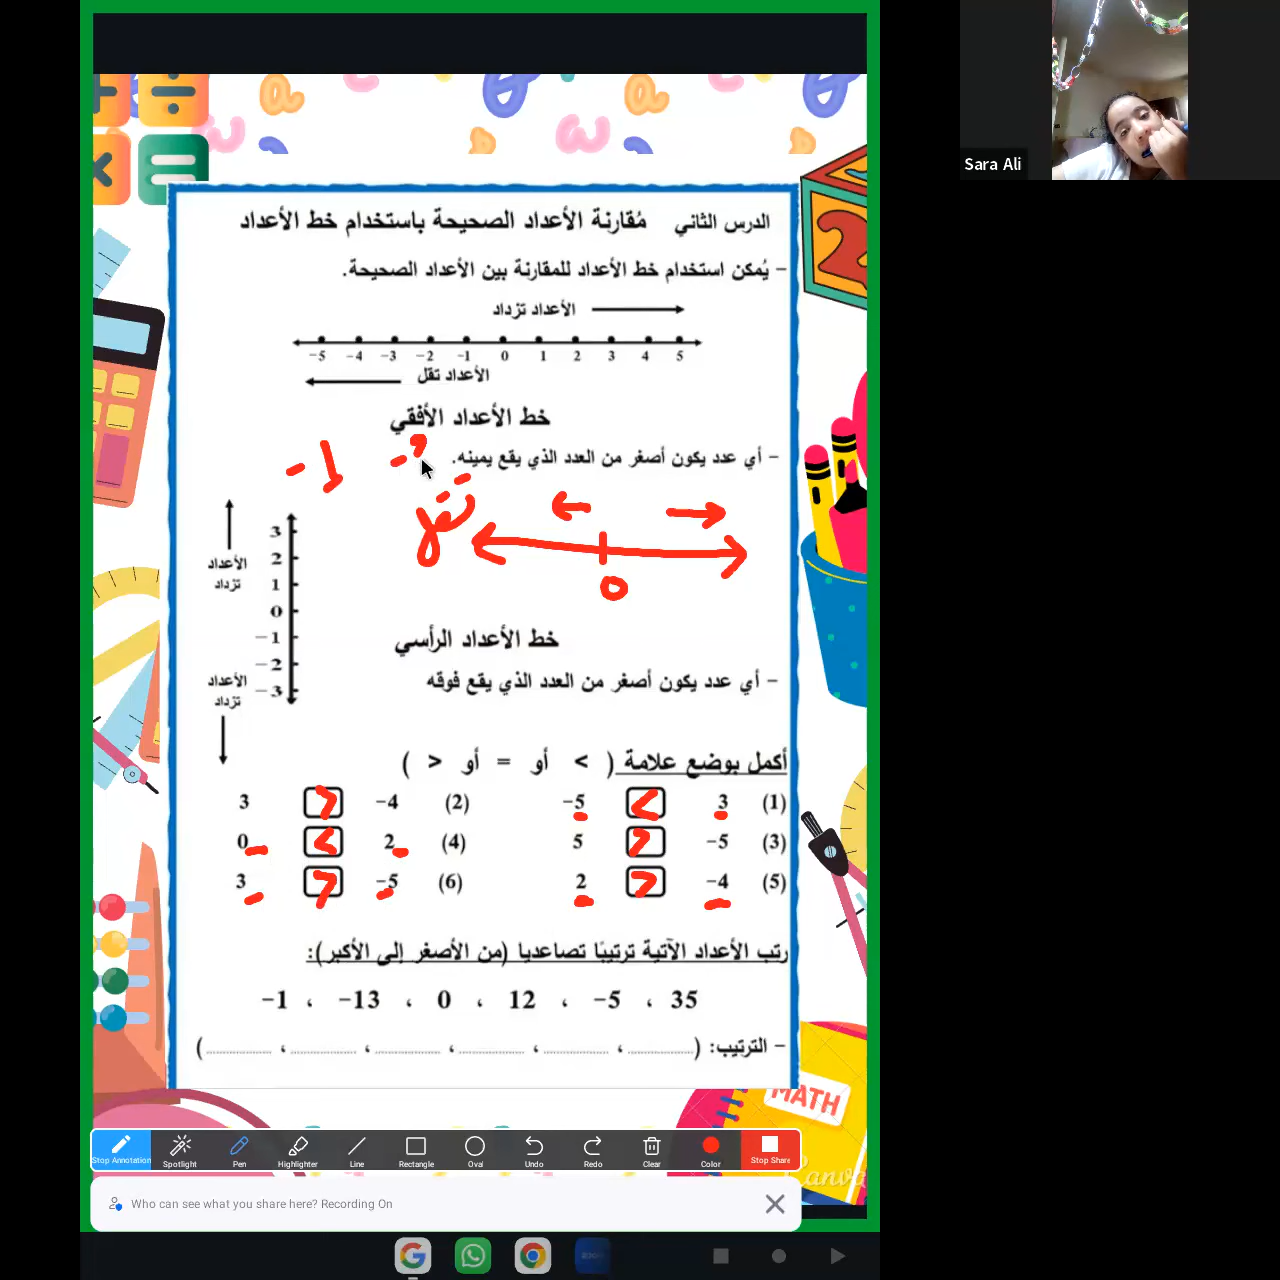 Sara Ali
الدرس الثاني مُقارنة الأعداد الصحيحة باستخدام خط الأعداد
- يُمكن استخدام خط الأعداد للمقارنة بين الأعداد الصحيحة.
الأعداد تزداد
-5 -4 -3 -2 -1 0 1 2 3 4 5
الأعداد تقل
خط الأعداد الأفقي
- أي عدد يكون أصغر من العدد الذي يقع يمينه.
-1
0
3
2
1
0
-1
-2
-3
الأعداد
تزداد
الأعداد
تزداد
خط الأعداد الرأسي
- أي عدد يكون أصغر من العدد الذي يقع فوقه
أكمل بوضع علامة ( < أو = أو > )
(1) 3 < -5 (2) -4 > 3
(3) -5 > 5 (4) 2 < 0
(5) -4 > 2 (6) -5 > 3
رتب الأعداد الآتية ترتيبًا تصاعديا (من الأصغر إلى الأكبر):
35 ، -5 ، 12 ، 0 ، -13 ، -1
- الترتيب: (............، ............، ............، ............، ............، ............)
MATH
Canva
Stop Annotation Spotlight Pen Highlighter Line Rectangle Oval Undo Redo Clear Color Stop Share
Who can see what you share here? Recording On